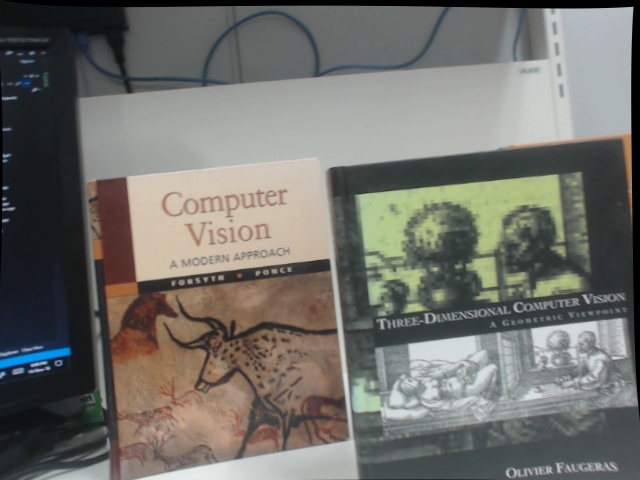 Computer
Vision
A MODERN APPROACH
FORSYTH • PONCE
THREE-DIMENSIONAL COMPUTER VISION
A GEOMETRIC VIEWPOINT
OLIVIER FAUGERAS